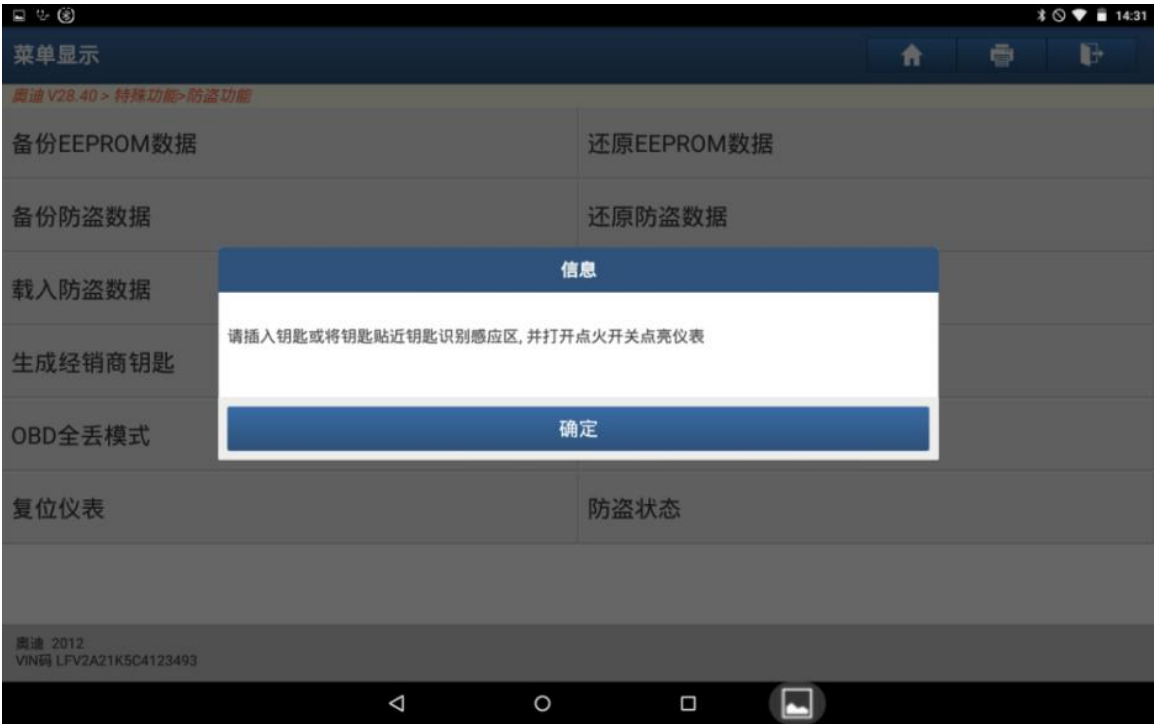 14:31
菜单显示
奥迪 V28.40 > 特殊功能>防盗功能
备份EEPROM数据
还原EEPROM数据
备份防盗数据
还原防盗数据
载入防盗数据
信息
请插入钥匙或将钥匙贴近钥匙识别感应区, 并打开点火开关点亮仪表
生成经销商钥匙
确定
OBD全丢模式
复位仪表
防盗状态
奥迪 2012
VIN码 LFV2A21K5C4123493